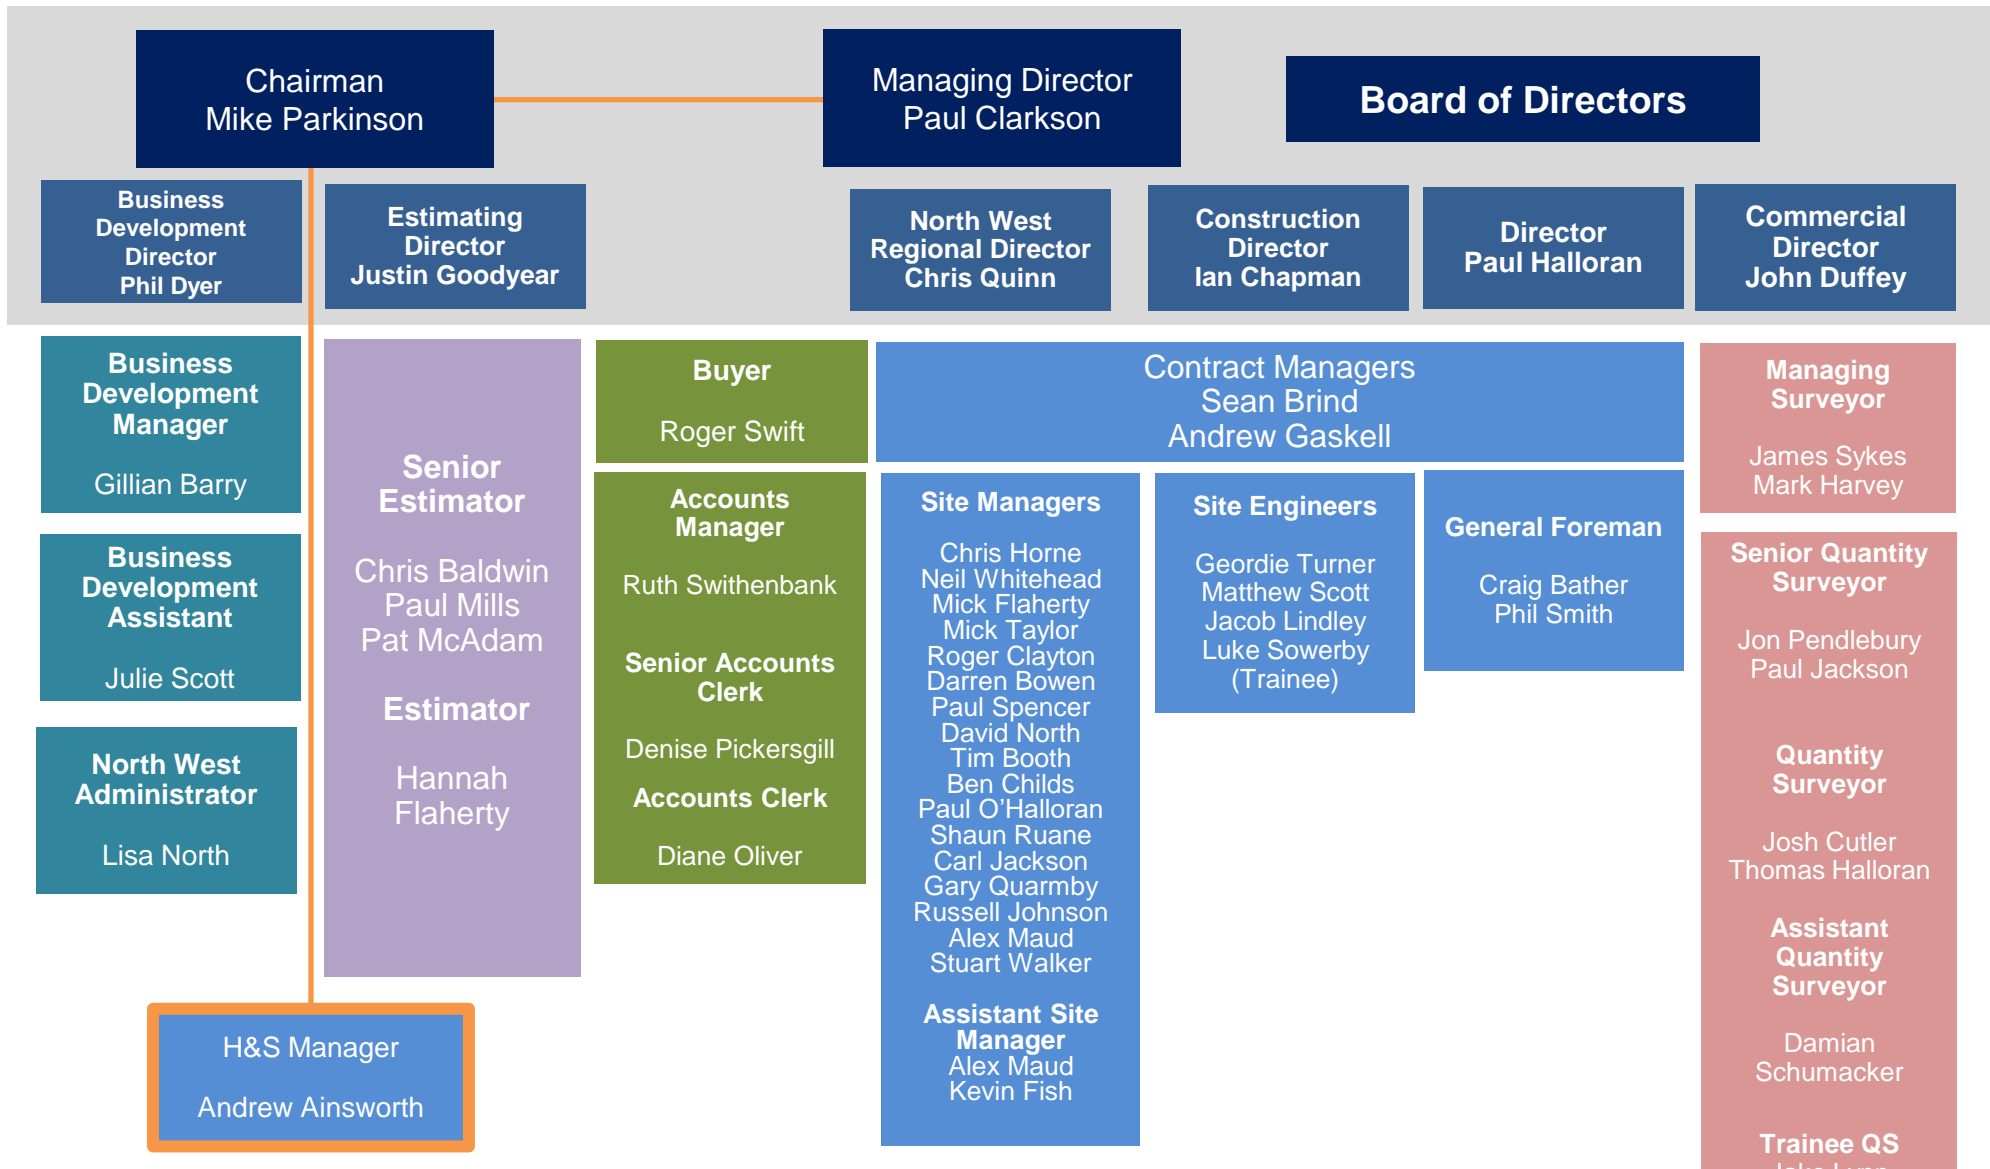 Chairman
Mike Parkinson
Managing Director
Paul Clarkson
Board of Directors
Business
Development
Director
Phil Dyer
Estimating
Director
Justin Goodyear
North West
Regional Director
Chris Quinn
Construction
Director
Ian Chapman
Director
Paul Halloran
Commercial
Director
John Duffey
Business
Development
Manager
Gillian Barry
Business
Development
Assistant
Julie Scott
North West
Administrator
Lisa North
H&S Manager
Andrew Ainsworth
Senior
Estimator
Chris Baldwin
Paul Mills
Pat McAdam
Estimator
Hannah
Flaherty
Buyer
Roger Swift
Accounts
Manager
Ruth Swithenbank
Senior Accounts
Clerk
Denise Pickersgill
Accounts Clerk
Diane Oliver
Contract Managers
Sean Brind
Andrew Gaskell
Site Managers
Chris Horne
Neil Whitehead
Mick Flaherty
Mick Taylor
Roger Clayton
Darren Bowen
Paul Spencer
David North
Tim Booth
Ben Childs
Paul O’Halloran
Shaun Ruane
Carl Jackson
Gary Quarmby
Russell Johnson
Alex Maud
Stuart Walker
Assistant Site
Manager
Alex Maud
Kevin Fish
Site Engineers
Geordie Turner
Matthew Scott
Jacob Lindley
Luke Sowerby
(Trainee)
General Foreman
Craig Bather
Phil Smith
Managing
Surveyor
James Sykes
Mark Harvey
Senior Quantity
Surveyor
Jon Pendlebury
Paul Jackson
Quantity
Surveyor
Josh Cutler
Thomas Halloran
Assistant
Quantity
Surveyor
Damian
Schumacker
Trainee QS